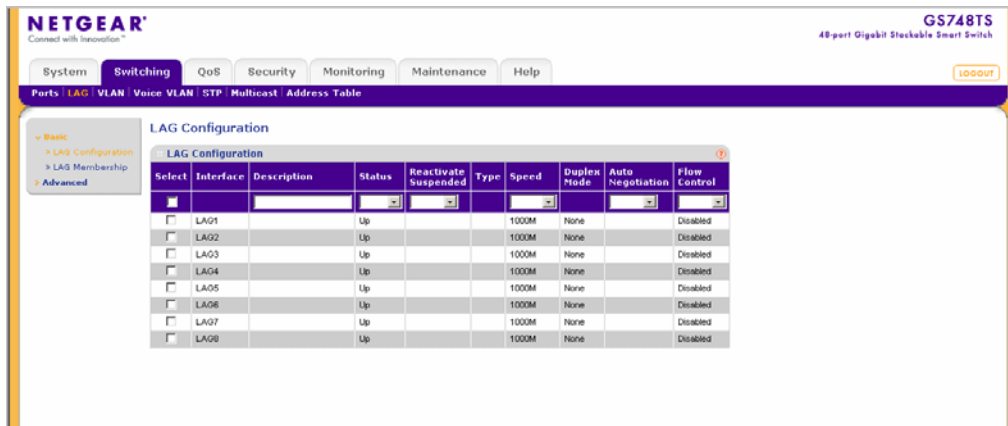 NETGEAR
Connect with Innovation™
GS748TS
48-port Gigabit Stackable Smart Switch
System Switching QoS Security Monitoring Maintenance Help
LOGOUT
Ports LAG VLAN Voice VLAN STP Multicast Address Table
Basic
LAG Configuration
LAG Membership
Advanced
LAG Configuration
LAG Configuration
Select Interface Description Status Reactivate Suspended Type Speed Duplex Mode Auto Negotiation Flow Control
LAG1 Up 1000M None Disabled
LAG2 Up 1000M None Disabled
LAG3 Up 1000M None Disabled
LAG4 Up 1000M None Disabled
LAG5 Up 1000M None Disabled
LAG6 Up 1000M None Disabled
LAG7 Up 1000M None Disabled
LAG8 Up 1000M None Disabled